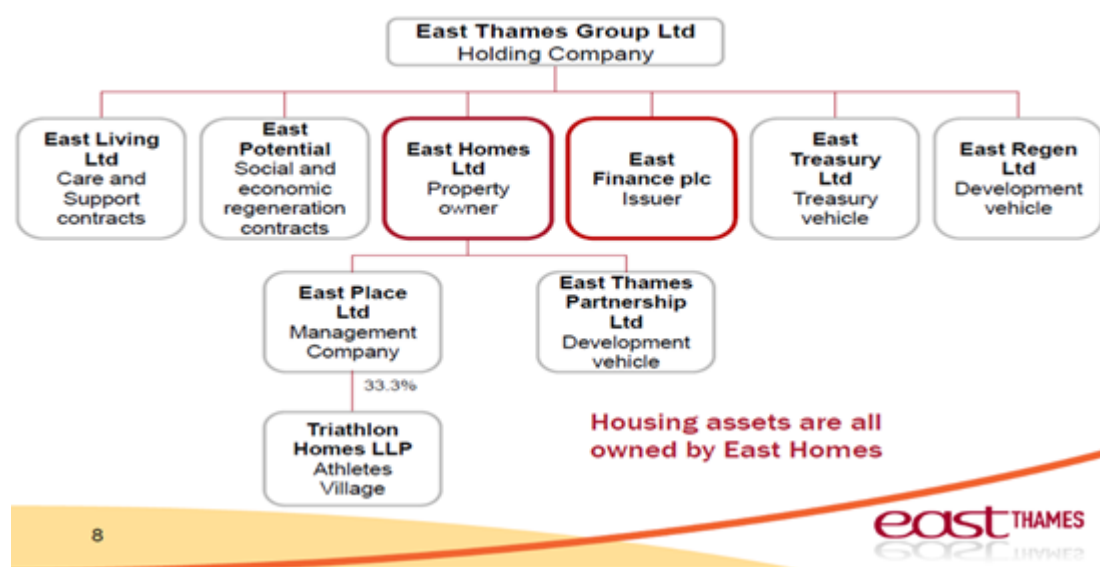 East Thames Group Ltd
Holding Company
East Living
Ltd
Care and
Support
contracts
East
Potential
Social and
economic
regeneration
contracts
East Homes
Ltd
Property
owner
East
Finance plc
Issuer
East
Treasury
Ltd
Treasury
vehicle
East Regen
Ltd
Development
vehicle
East Place
Ltd
Management
Company
East Thames
Partnership
Ltd
Development
vehicle
33.3%
Triathlon
Homes LLP
Athletes
Village
Housing assets are all
owned by East Homes
8
east THAMES